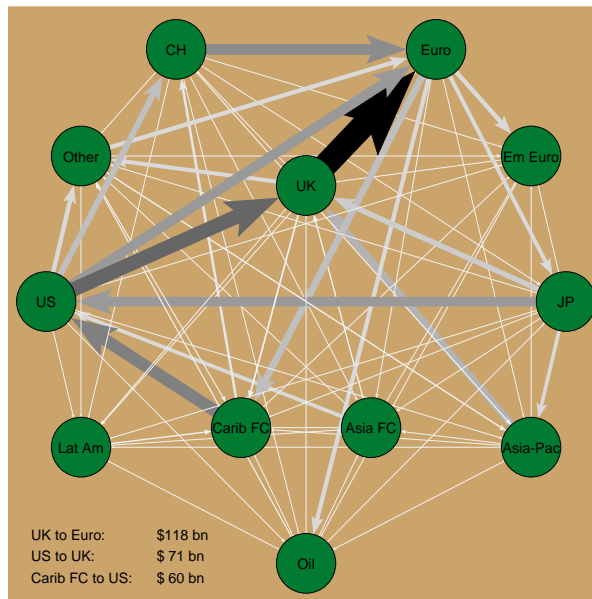 CH
Euro
Other
Em Euro
UK
US
JP
Carib FC
Asia FC
Lat Am
Asia-Pac
UK to Euro: $118 bn
US to UK: $ 71 bn
Carib FC to US: $ 60 bn
Oil